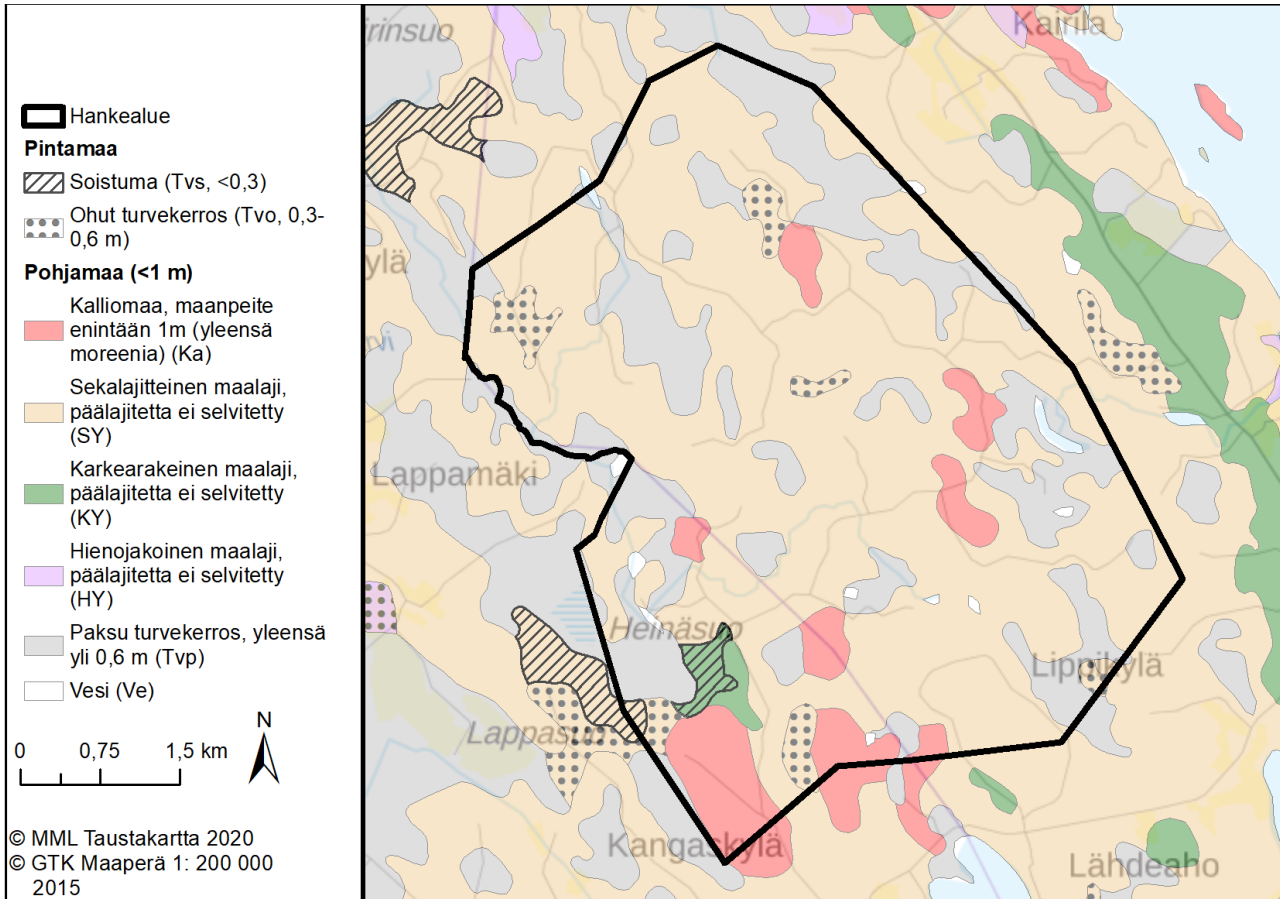 Hankealue
Pintamaa
Soistuma (Tvs, <0,3)
Ohut turvekerros (Tvo, 0,3-
0,6 m)
Pohjamaa (<1 m)
Kalliomaa, maanpeite
enintään 1m (yleensä
moreenia) (Ka)
Sekalajitteinen maalaji,
päälajitetta ei selvitetty
(SY)
Karkearakeinen maalaji,
päälajitetta ei selvitetty
(KY)
Hienojakoinen maalaji,
päälajitetta ei selvitetty
(HY)
Paksu turvekerros, yleensä
yli 0,6 m (Tvp)
Vesi (Ve)
N
0 0,75 1,5 km
© MML Taustakartta 2020
© GTK Maaperä 1: 200 000
2015
rinsuo
Kairila
ylä
rvi
Lappamäki
Heinäsuo
Lippikylä
Lappasuo
Kangaskylä
Lähdeaho